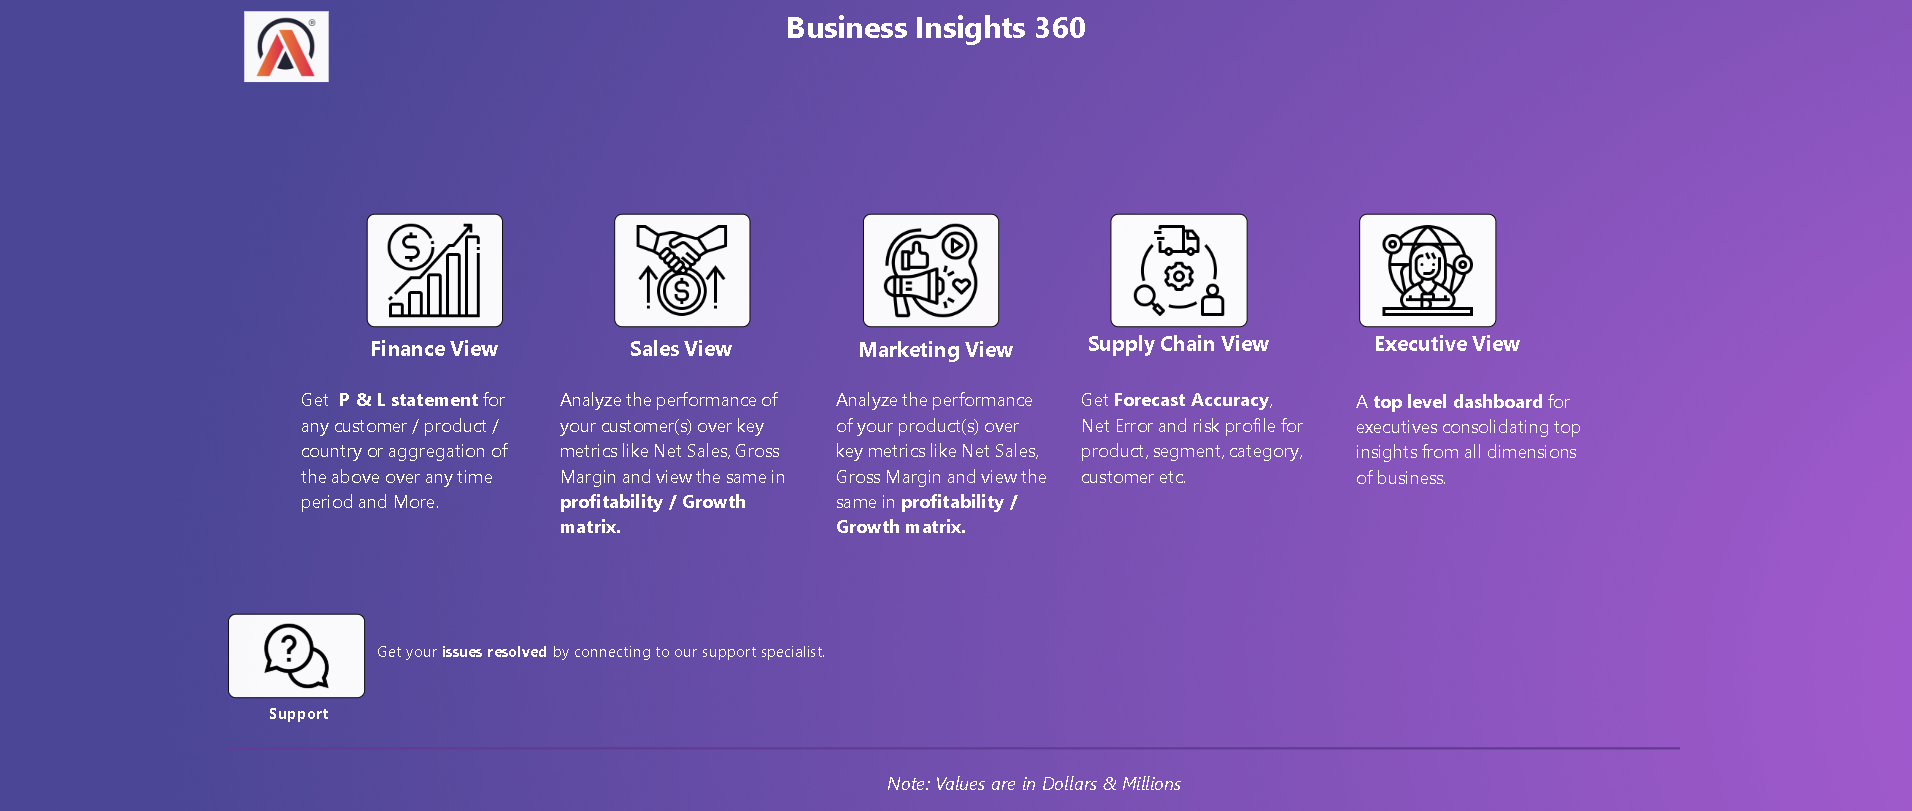 Business Insights 360
®
Finance View
Get P & L statement for
any customer / product /
country or aggregation of
the above over any time
period and More.
Sales View
Analyze the performance of
your customer(s) over key
metrics like Net Sales, Gross
Margin and view the same in
profitability / Growth
matrix.
Marketing View
Analyze the performance
of your product(s) over
key metrics like Net Sales,
Gross Margin and view the
same in profitability /
Growth matrix.
Supply Chain View
Get Forecast Accuracy,
Net Error and risk profile for
product, segment, category,
customer etc.
Executive View
A top level dashboard for
executives consolidating top
insights from all dimensions
of business.
Get your issues resolved by connecting to our support specialist.
Support
Note: Values are in Dollars & Millions